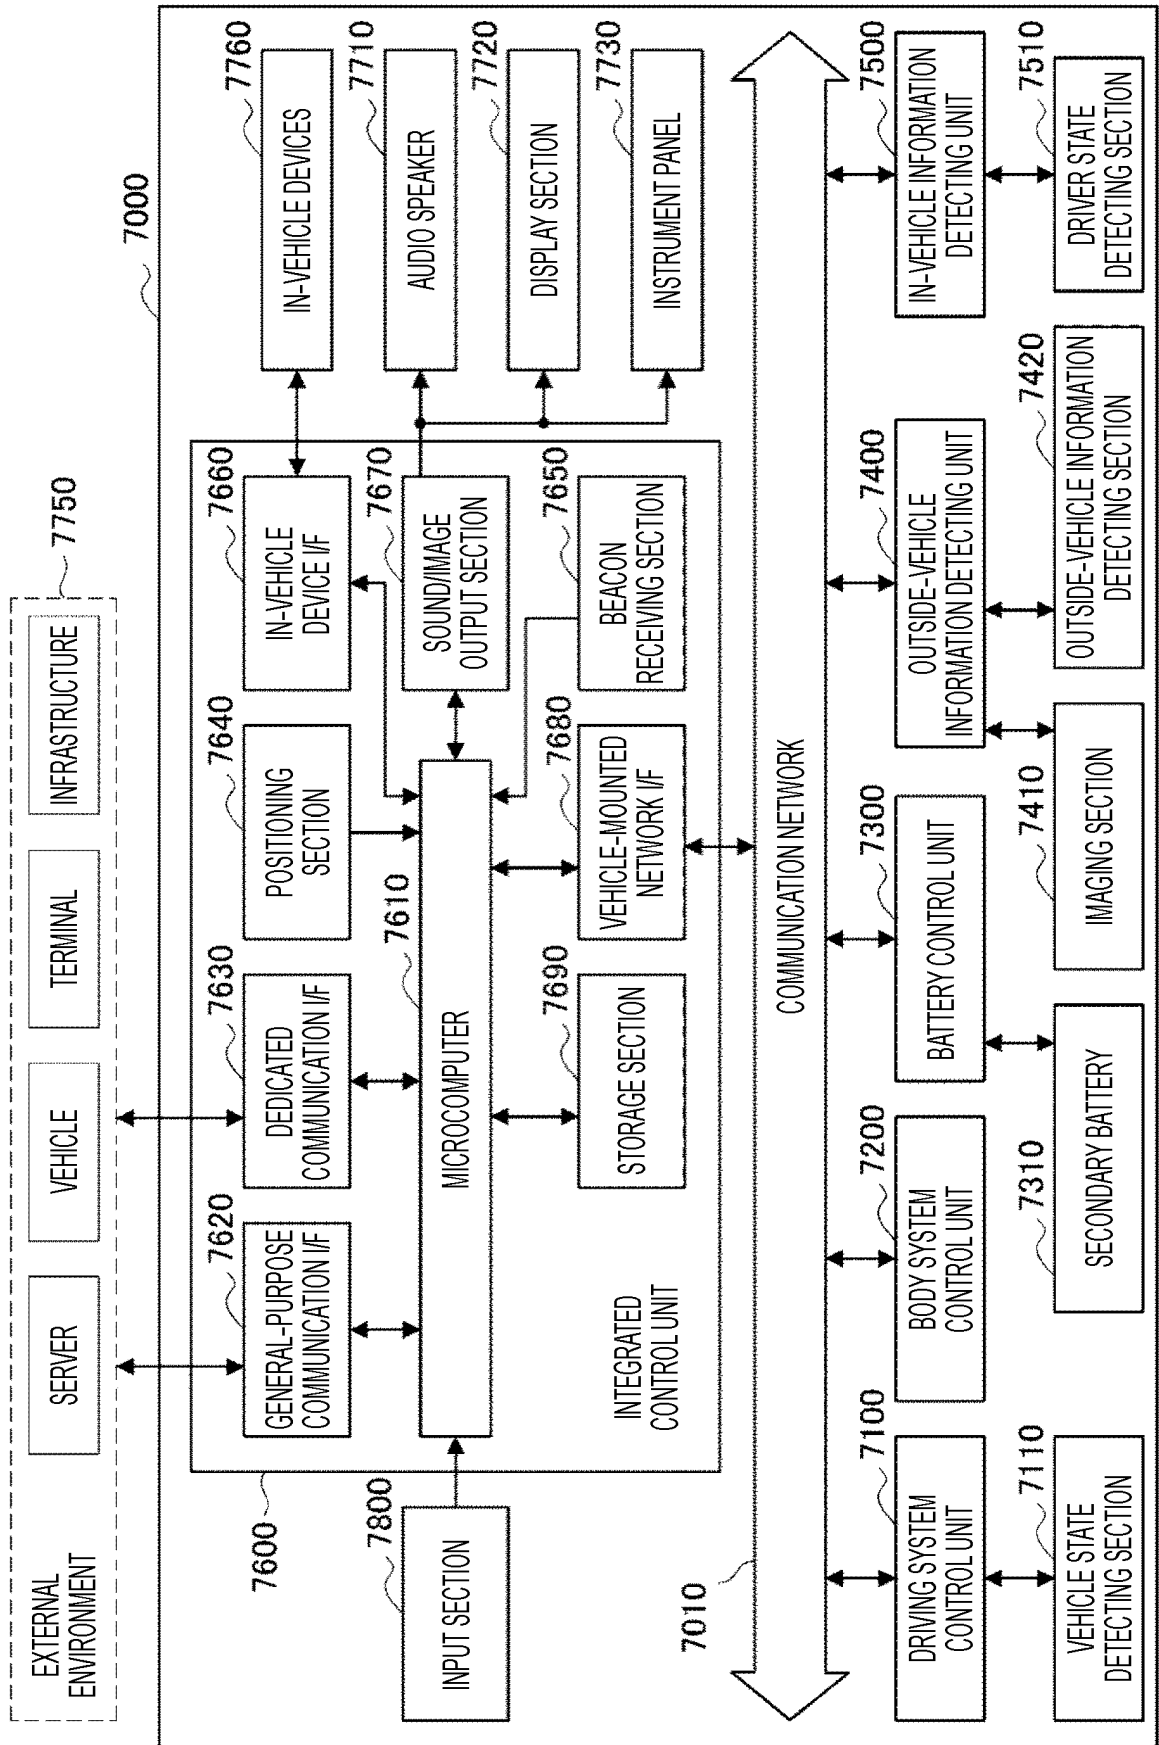 EXTERNAL
ENVIRONMENT
SERVER
VEHICLE
TERMINAL
INFRASTRUCTURE
7750
7000
7600
7620
GENERAL-PURPOSE
COMMUNICATION I/F
7630
DEDICATED
COMMUNICATION I/F
7640
POSITIONING
SECTION
7660
IN-VEHICLE
DEVICE I/F
7760
IN-VEHICLE DEVICES
7800
INPUT SECTION
7610
MICROCOMPUTER
7670
SOUND/IMAGE
OUTPUT SECTION
7710
AUDIO SPEAKER
7720
DISPLAY SECTION
7730
INSTRUMENT PANEL
INTEGRATED
CONTROL UNIT
7690
STORAGE SECTION
7680
VEHICLE-MOUNTED
NETWORK I/F
7650
BEACON
RECEIVING SECTION
7010
COMMUNICATION NETWORK
7100
DRIVING SYSTEM
CONTROL UNIT
7200
BODY SYSTEM
CONTROL UNIT
7300
BATTERY CONTROL UNIT
7400
OUTSIDE-VEHICLE
INFORMATION DETECTING UNIT
7500
IN-VEHICLE INFORMATION
DETECTING UNIT
7110
VEHICLE STATE
DETECTING SECTION
7310
SECONDARY BATTERY
7410
IMAGING SECTION
7420
OUTSIDE-VEHICLE INFORMATION
DETECTING SECTION
7510
DRIVER STATE
DETECTING SECTION